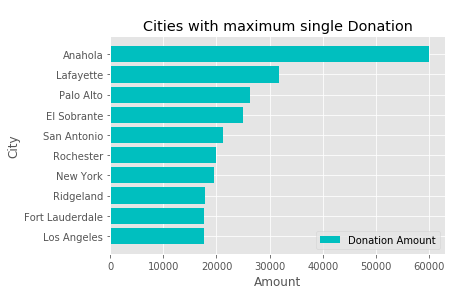 Cities with maximum single Donation
Anahola
Lafayette
Palo Alto
El Sobrante
San Antonio
Rochester
New York
Ridgeland
Fort Lauderdale
Los Angeles
City
Donation Amount
0 10000 20000 30000 40000 50000 60000
Amount